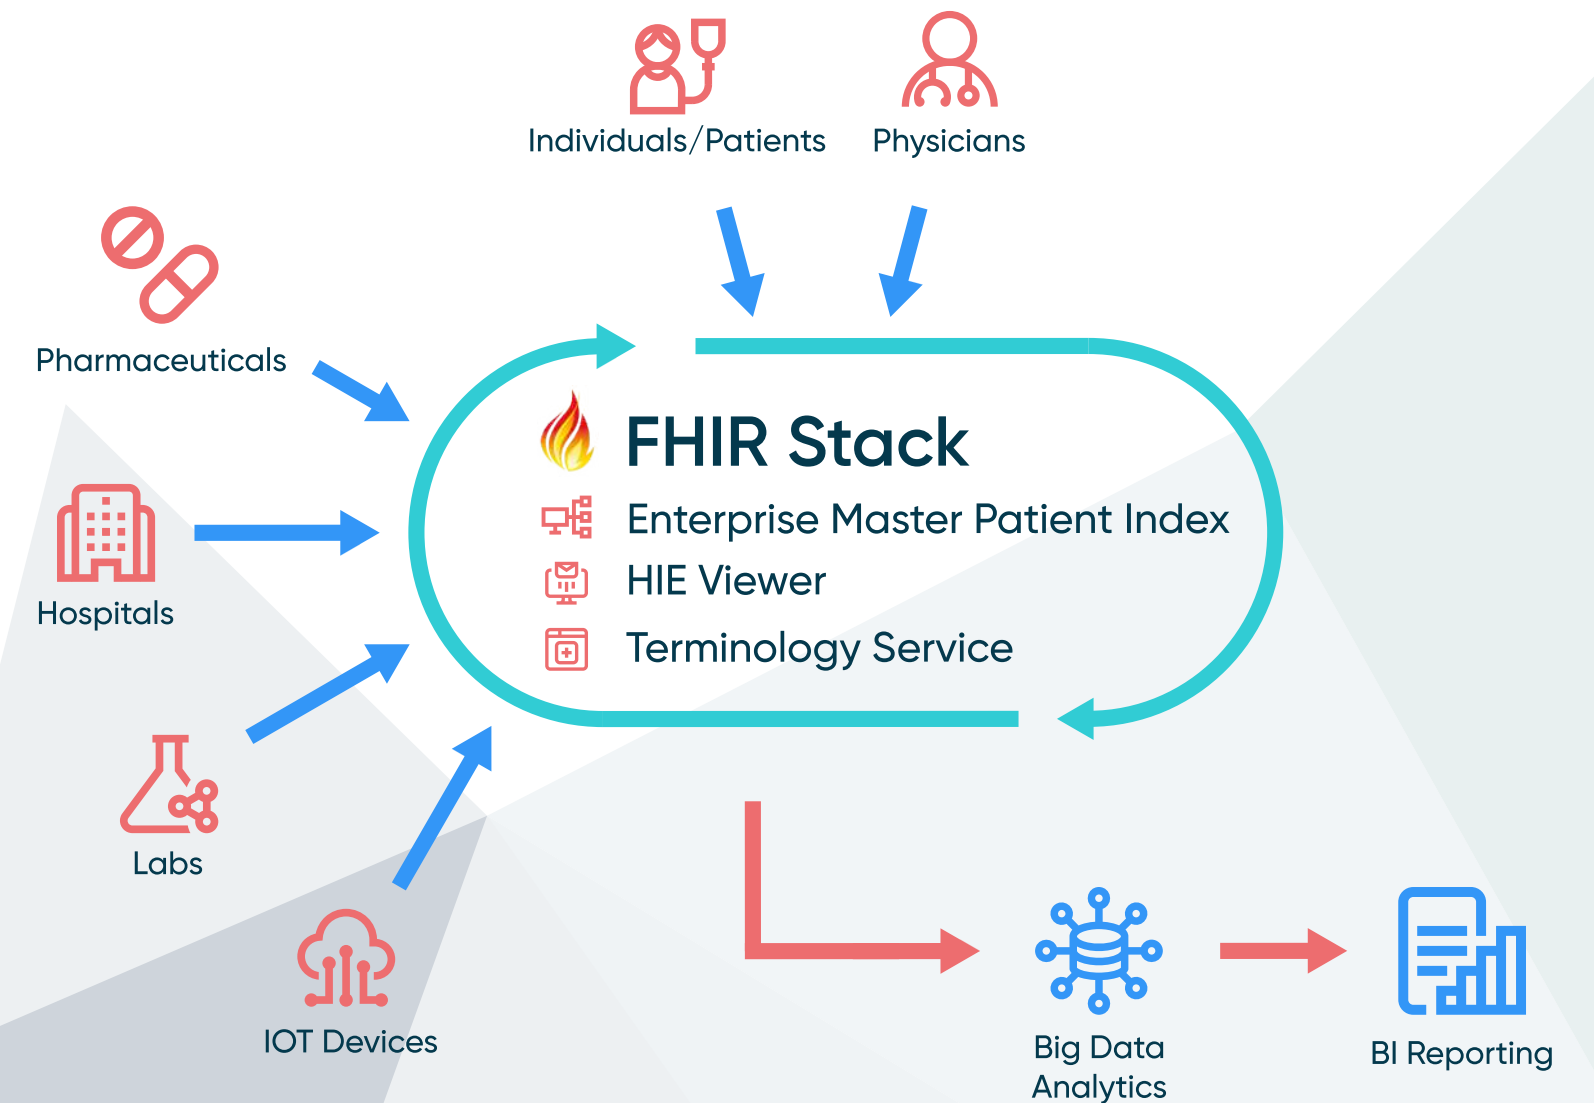 Individuals/Patients
Physicians
Pharmaceuticals
FHIR Stack
Enterprise Master Patient Index
HIE Viewer
Terminology Service
Hospitals
Labs
IOT Devices
Big Data
Analytics
BI Reporting